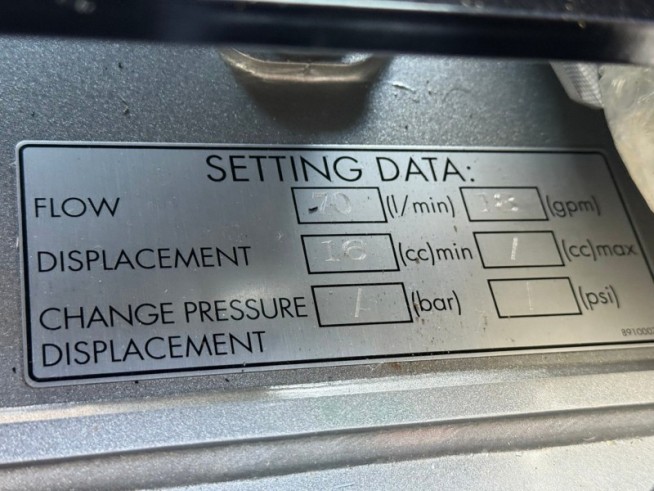 SETTING DATA:
FLOW 70 (l/min) (gpm)
DISPLACEMENT 16 (cc)min / (cc)max
CHANGE PRESSURE / (bar) / (psi)
DISPLACEMENT